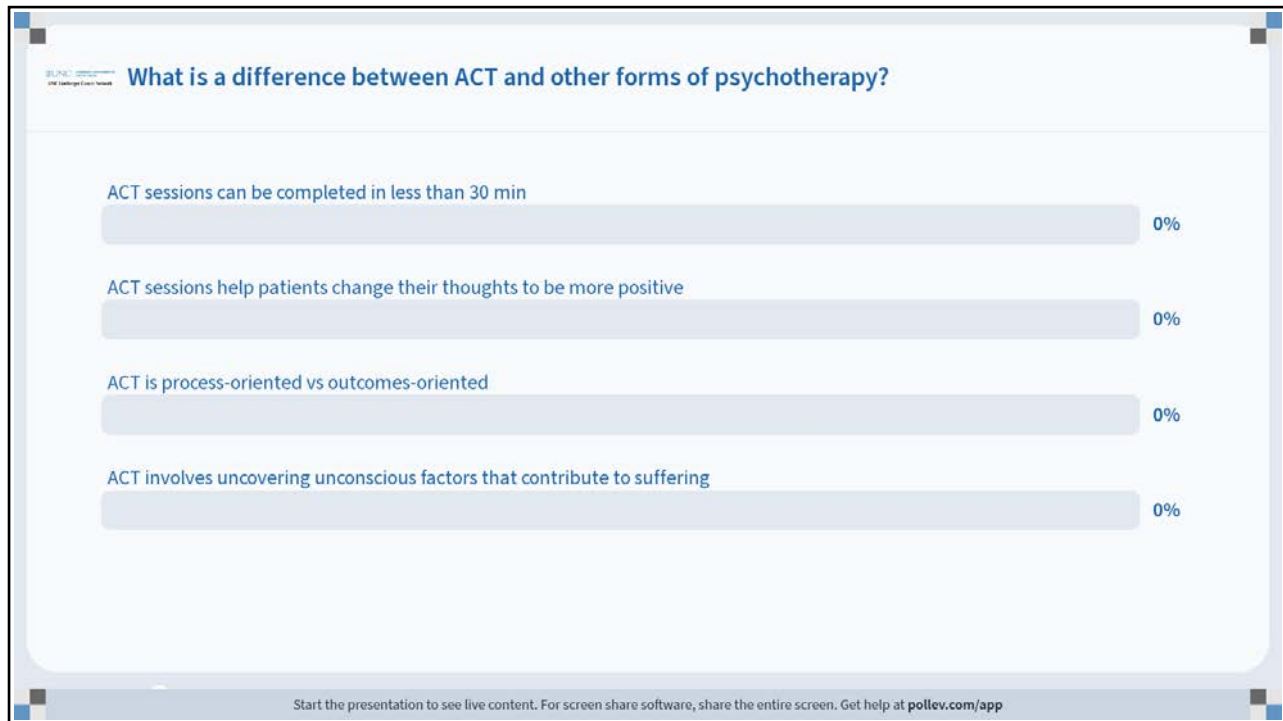 UNC
What is a difference between ACT and other forms of psychotherapy?
ACT sessions can be completed in less than 30 min
0%
ACT sessions help patients change their thoughts to be more positive
0%
ACT is process-oriented vs outcomes-oriented
0%
ACT involves uncovering unconscious factors that contribute to suffering
0%
Start the presentation to see live content. For screen share software, share the entire screen. Get help at pollev.com/app